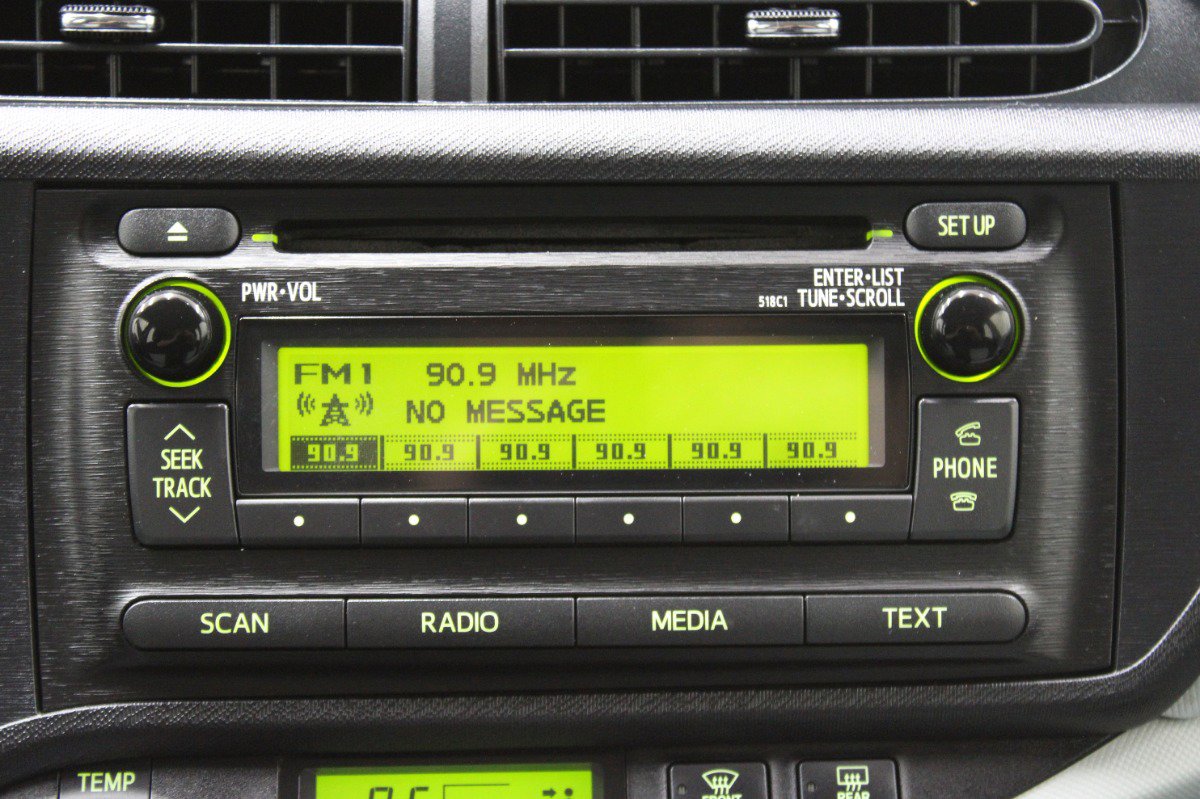 SET UP
PWR•VOL
ENTER•LIST
518C1 TUNE•SCROLL
FM1 90.9 MHz
NO MESSAGE
90.9 90.9 90.9 90.9 90.9 90.9
SEEK
TRACK
PHONE
SCAN RADIO MEDIA TEXT
TEMP
FRONT REAR